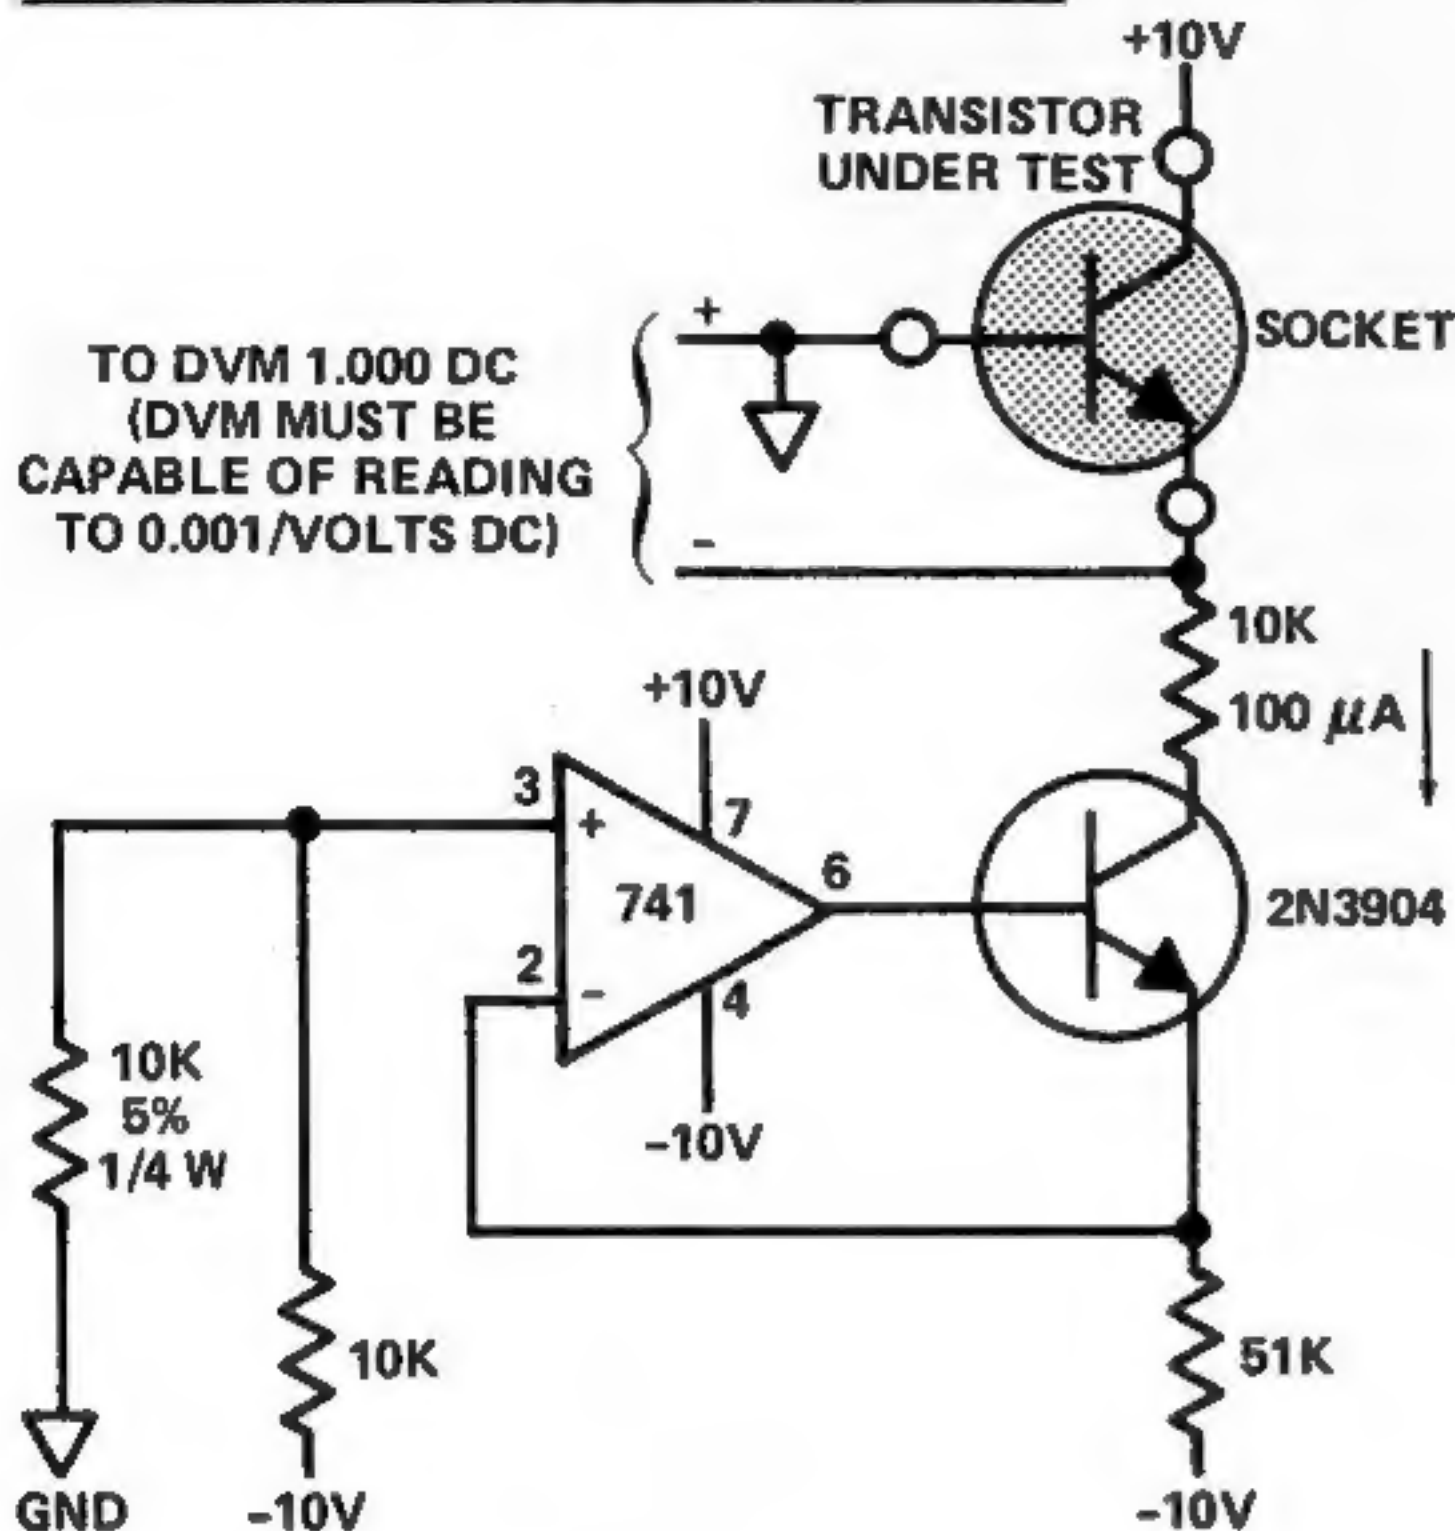 +10V
TRANSISTOR
UNDER TEST
SOCKET
+
TO DVM 1.000 DC
(DVM MUST BE
CAPABLE OF READING
TO 0.001/VOLTS DC)
-
10K
100 μA
+10V
3
+
7
741
6
2N3904
2
-
4
-10V
10K
5%
1/4 W
10K
51K
GND
-10V
-10V